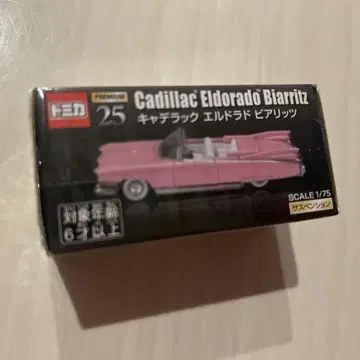 トミカ
PREMIUM
25
Cadillac™ Eldorado™ Biarritz
キャデラック エルドラド ビアリッツ
SCALE 1/75
サスペンション
対象年齢
6才以上